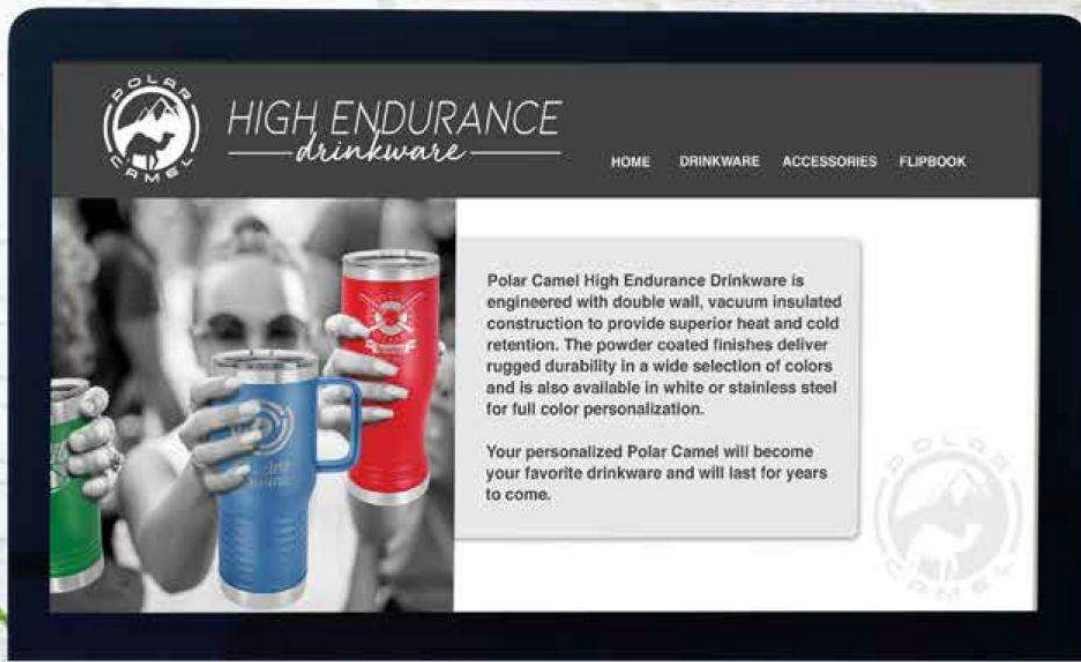 POLAR
CAMEL
HIGH ENDURANCE
drinkware
HOME DRINKWARE ACCESSORIES FLIPBOOK
Polar Camel High Endurance Drinkware is
engineered with double wall, vacuum insulated
construction to provide superior heat and cold
retention. The powder coated finishes deliver
rugged durability in a wide selection of colors
and is also available in white or stainless steel
for full color personalization.
Your personalized Polar Camel will become
your favorite drinkware and will last for years
to come.
POLAR
CAMEL